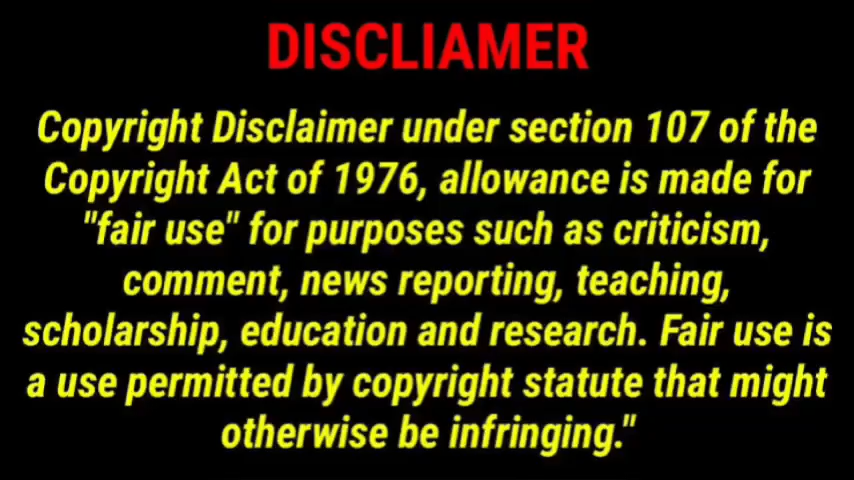 DISCLIAMER
Copyright Disclaimer under section 107 of the
Copyright Act of 1976, allowance is made for
"fair use" for purposes such as criticism,
comment, news reporting, teaching,
scholarship, education and research. Fair use is
a use permitted by copyright statute that might
otherwise be infringing."